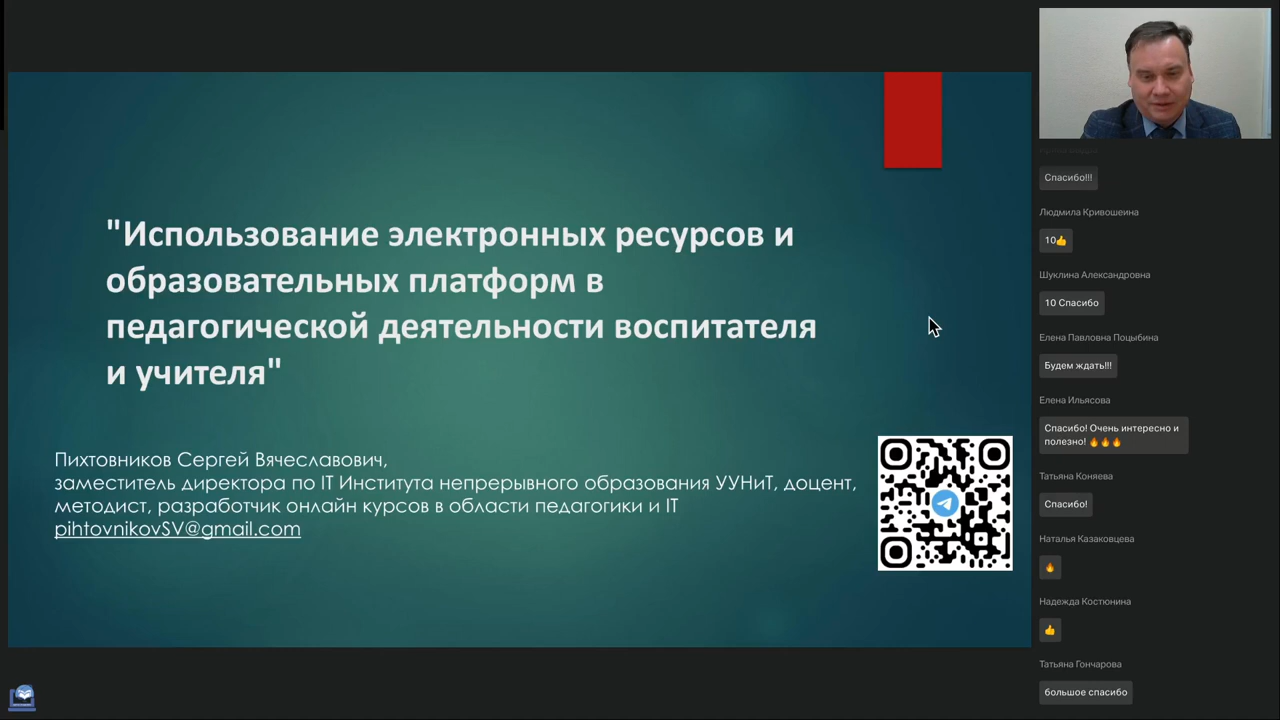 "Использование электронных ресурсов и
образовательных платформ в
педагогической деятельности воспитателя
и учителя"
Пихтовников Сергей Вячеславович,
заместитель директора по IT Института непрерывного образования УУНиТ, доцент,
методист, разработчик онлайн курсов в области педагогики и IT
pihtovnikovSV@gmail.com
Спасибо!!!
Людмила Кривошеина
10👍
Шуклина Александровна
10 Спасибо
Елена Павловна Поцыбина
Будем ждать!!!
Елена Ильясова
Спасибо! Очень интересно и
полезно! 🔥🔥🔥
Татьяна Коняева
Спасибо!
Наталья Казаковцева
🔥
Надежда Костюнина
👍
Татьяна Гончарова
большое спасибо